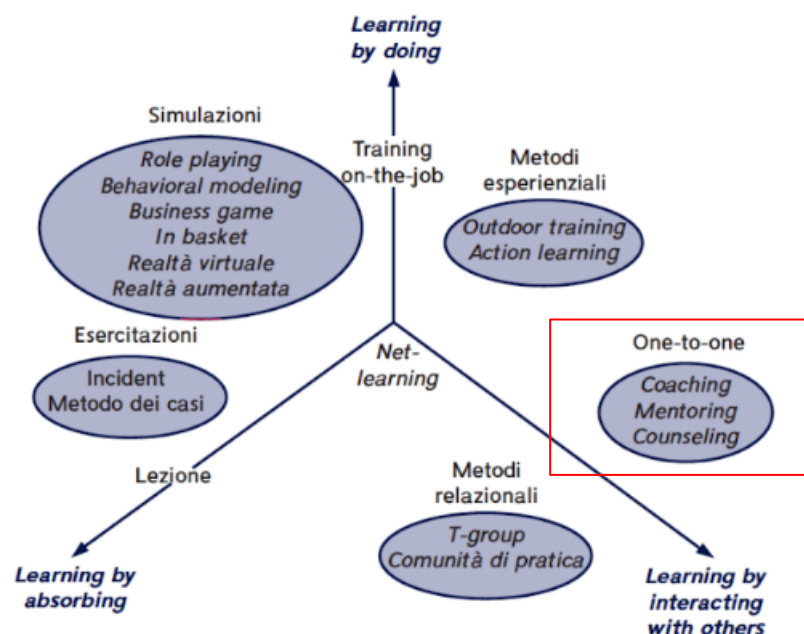 Learning
by doing
Simulazioni
Role playing
Behavioral modeling
Business game
In basket
Realtà virtuale
Realtà aumentata
Training
on-the-job
Metodi
esperienziali
Outdoor training
Action learning
Esercitazioni
Incident
Metodo dei casi
Net-
learning
One-to-one
Coaching
Mentoring
Counseling
Lezione
Metodi
relazionali
T-group
Comunità di pratica
Learning by
absorbing
Learning by
interacting
with others